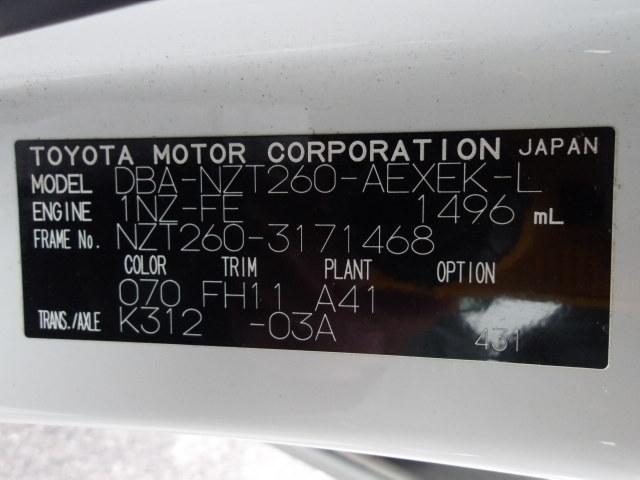 TOYOTA MOTOR CORPORATION JAPAN
MODEL DBA-NZT260-AEXEK-L
ENGINE 1NZ-FE 1496 mL
FRAME No. NZT260-3171468
COLOR TRIM PLANT OPTION
070 FH11 A41
TRANS./AXLE K312 -03A
431